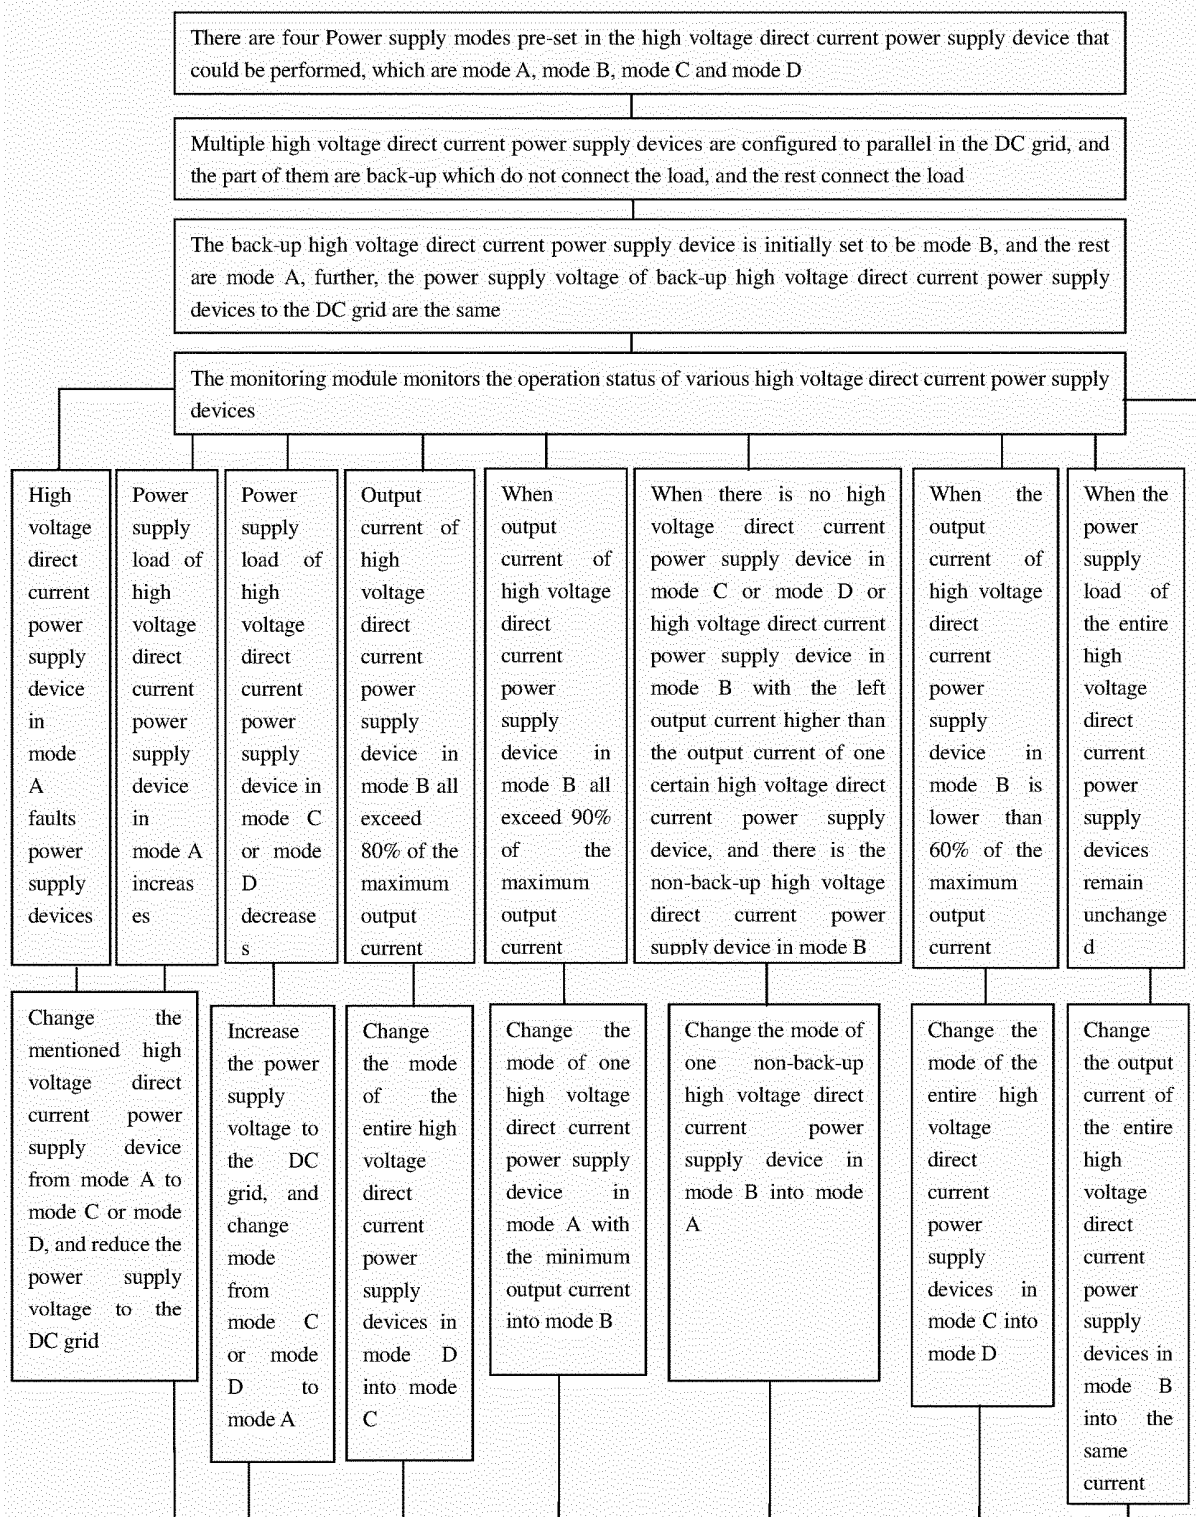 There are four Power supply modes pre-set in the high voltage direct current power supply device that
could be performed, which are mode A, mode B, mode C and mode D
Multiple high voltage direct current power supply devices are configured to parallel in the DC grid, and
the part of them are back-up which do not connect the load, and the rest connect the load
The back-up high voltage direct current power supply device is initially set to be mode B, and the rest
are mode A, further, the power supply voltage of back-up high voltage direct current power supply
devices to the DC grid are the same
The monitoring module monitors the operation status of various high voltage direct current power supply
devices
High
voltage
direct
current
power
supply
device
in
mode
A
faults
power
supply
devices
Power
supply
load of
high
voltage
direct
current
power
supply
device
in
mode A
increas
es
Power
supply
load of
high
voltage
direct
current
power
supply
device in
mode C
or mode
D
decrease
s
Output
current of
high
voltage
direct
current
power
supply
device in
mode B all
exceed
80% of the
maximum
output
current
When
output
current of
high voltage
direct
current
power
supply
device in
mode B all
exceed 90%
of the
maximum
output
current
When there is no high
voltage direct current
power supply device in
mode C or mode D or
high voltage direct current
power supply device in
mode B with the left
output current higher than
the output current of one
certain high voltage direct
current power supply
device, and there is the
non-back-up high voltage
direct current power
supply device in mode B
When the
output
current of
high voltage
direct
current
power
supply
device in
mode B is
lower than
60% of the
maximum
output
current
When the
power
supply
load of
the entire
high
voltage
direct
current
power
supply
devices
remain
unchange
d
Change the
mentioned high
voltage direct
current power
supply device
from mode A to
mode C or mode
D, and reduce the
power supply
voltage to the
DC grid
Increase
the power
supply
voltage to
the DC
grid, and
change
mode
from
mode C
or mode
D to
mode A
Change
the mode
of the
entire high
voltage
direct
current
power
supply
devices in
mode D
into mode
C
Change the
mode of one
high voltage
direct current
power supply
device in
mode A with
the minimum
output current
into mode B
Change the mode of
one non-back-up
high voltage direct
current power
supply device in
mode B into mode
A
Change the
mode of the
entire high
voltage
direct
current
power
supply
devices in
mode C into
mode D
Change
the output
current of
the entire
high
voltage
direct
current
power
supply
devices in
mode B
into the
same
current